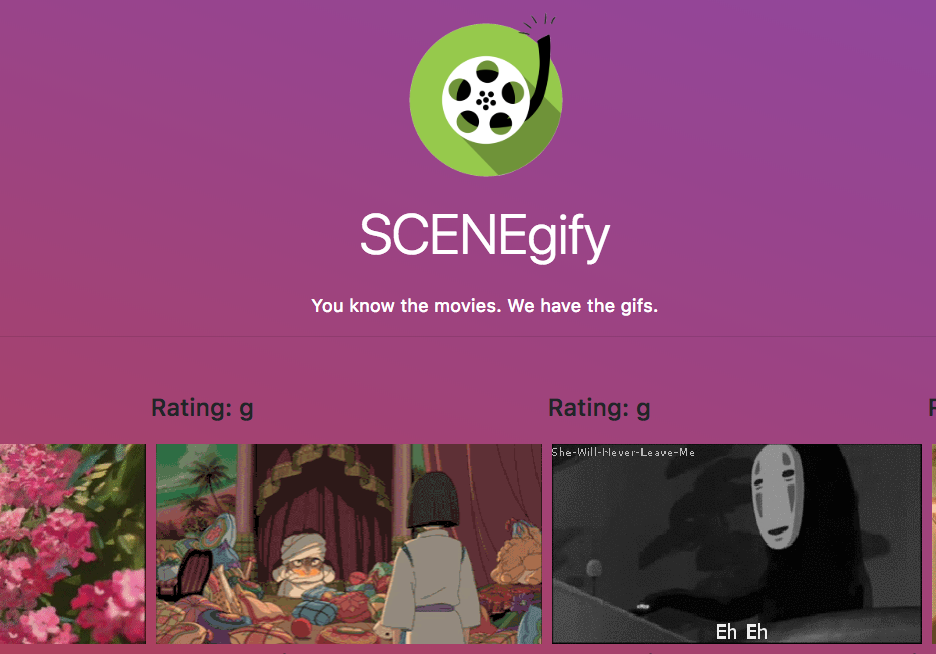 SCENEgify
You know the movies. We have the gifs.
Rating: g
Rating: g
She-Will-Never-Leave-Me
Eh Eh